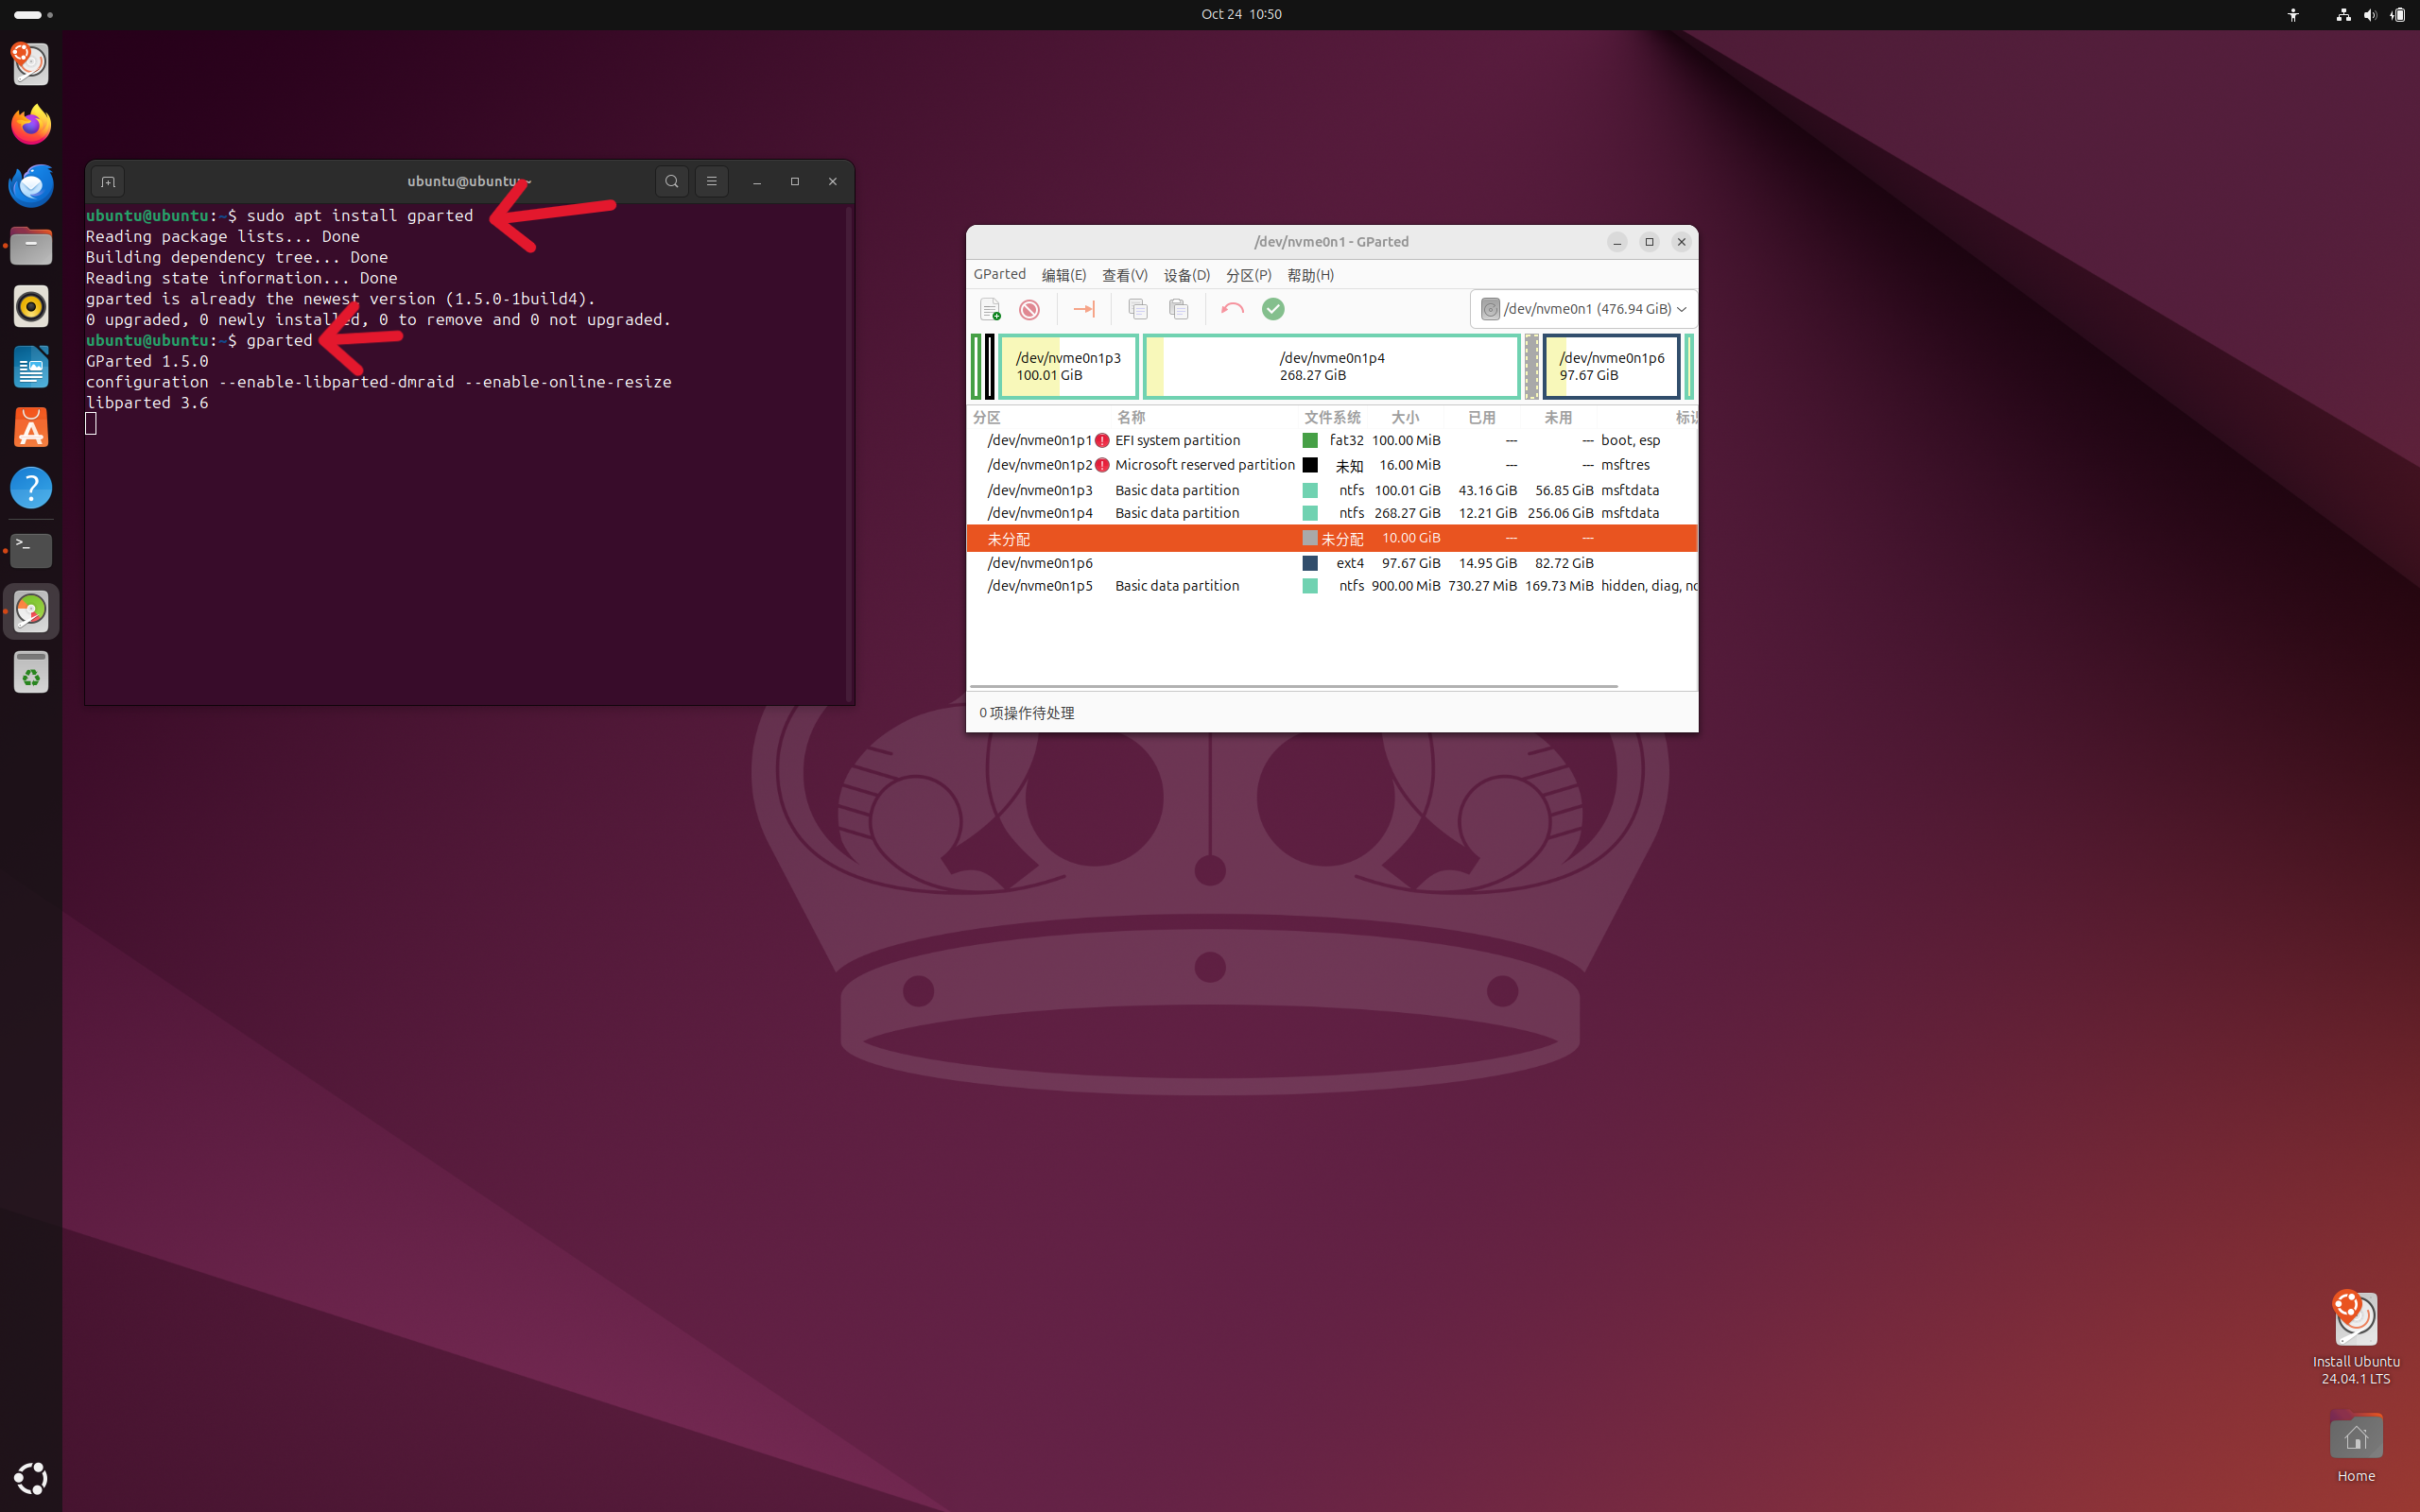 Oct 24 10:50
ubuntu@ubuntu: ~
ubuntu@ubuntu:~$ sudo apt install gparted
Reading package lists... Done
Building dependency tree... Done
Reading state information... Done
gparted is already the newest version (1.5.0-1build4).
0 upgraded, 0 newly installed, 0 to remove and 0 not upgraded.
ubuntu@ubuntu:~$ gparted
GParted 1.5.0
configuration --enable-libparted-dmraid --enable-online-resize
libparted 3.6
/dev/nvme0n1 - GParted
GParted 编辑(E) 查看(V) 设备(D) 分区(P) 帮助(H)
/dev/nvme0n1 (476.94 GiB)
/dev/nvme0n1p3
100.01 GiB
/dev/nvme0n1p4
268.27 GiB
/dev/nvme0n1p6
97.67 GiB
分区 名称 文件系统 大小 已用 未用 标识
/dev/nvme0n1p1 EFI system partition fat32 100.00 MiB --- --- boot, esp
/dev/nvme0n1p2 Microsoft reserved partition 未知 16.00 MiB --- --- msftres
/dev/nvme0n1p3 Basic data partition ntfs 100.01 GiB 43.16 GiB 56.85 GiB msftdata
/dev/nvme0n1p4 Basic data partition ntfs 268.27 GiB 12.21 GiB 256.06 GiB msftdata
未分配 未分配 10.00 GiB --- ---
/dev/nvme0n1p6 ext4 97.67 GiB 14.95 GiB 82.72 GiB
/dev/nvme0n1p5 Basic data partition ntfs 900.00 MiB 730.27 MiB 169.73 MiB hidden, diag, no
0 项操作待处理
Install Ubuntu
24.04.1 LTS
Home